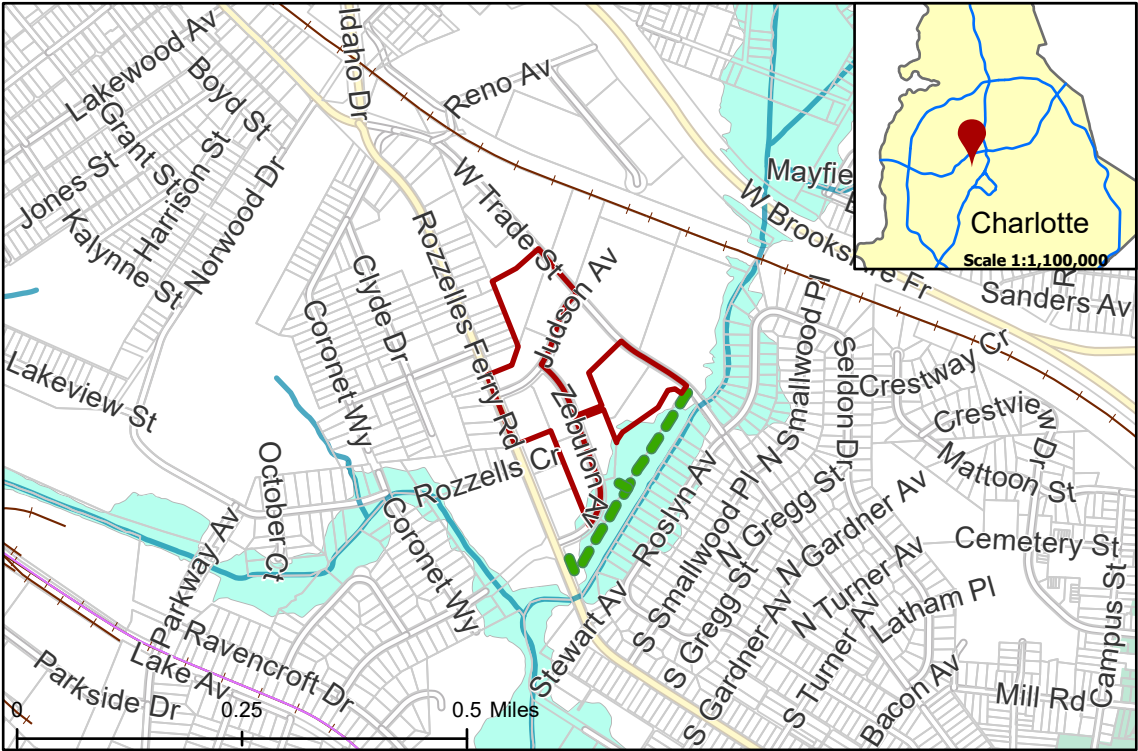 Lakewood Av
Idaho Dr
Boyd St
Reno Av
Grant St
Harrison St
Jones St
Kalynne St
Norwood Dr
W Trade St
Mayfie
W Brookshire Fr
Charlotte
Scale 1:1,100,000
Sanders Av
Rozzelles Ferry Rd
Judson Av
Clyde Dr
Coronet Wy
Lakeview St
N Smallwood Pl
Seldon Dr
Crestway Cr
Crestview Dr
Zebulon Av
October Ct
Rozzells Cr
Mattoon St
Roslyn Av
N Gregg St
N Gardner Av
Cemetery St
Parkway Av
Coronet Wy
S Smallwood Pl
N Turner Av
Latham Pl
Campus St
Ravencroft Dr
Stewart Av
S Gregg St
S Gardner Av
S Turner Av
Lake Av
Parkside Dr
Bacon Av
Mill Rd
0
0.25
0.5 Miles